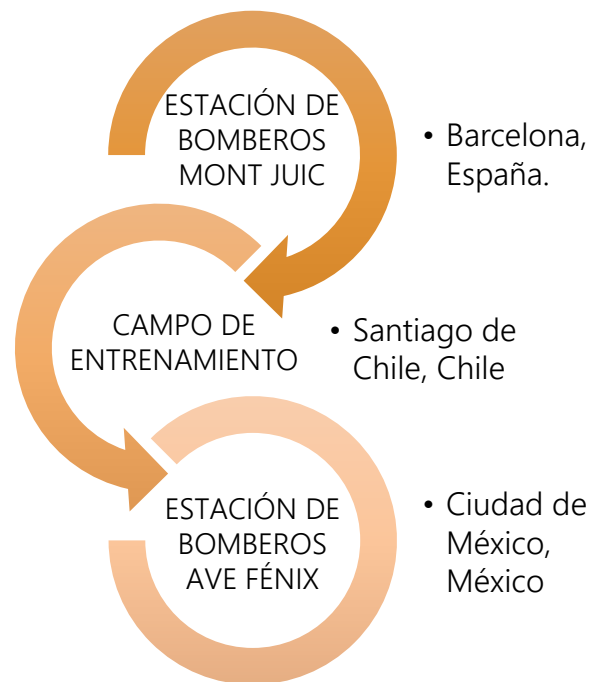 ESTACIÓN DE
BOMBEROS
MONT JUIC
• Barcelona,
España.
CAMPO DE
ENTRENAMIENTO
• Santiago de
Chile, Chile
ESTACIÓN DE
BOMBEROS
AVE FÉNIX
• Ciudad de
México,
México